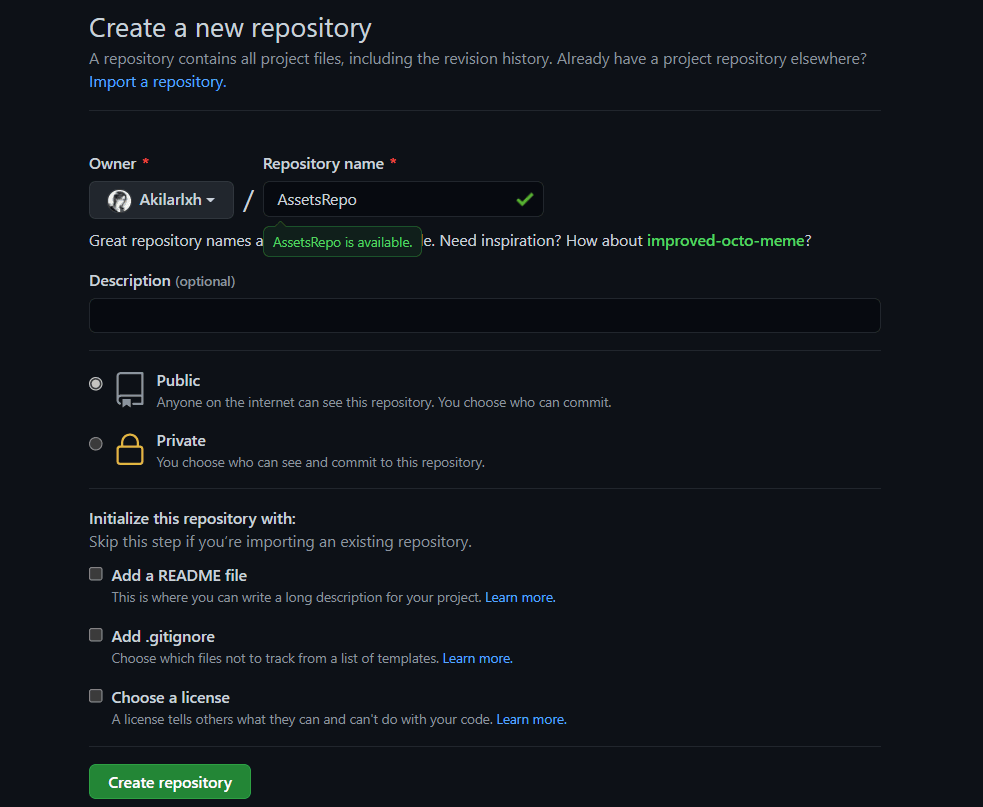 Create a new repository
A repository contains all project files, including the revision history. Already have a project repository elsewhere?
Import a repository.
Owner *
Repository name *
Akilarlxh
/
AssetsRepo
Great repository names a
AssetsRepo is available.
e. Need inspiration? How about improved-octo-meme?
Description (optional)
Public
Anyone on the internet can see this repository. You choose who can commit.
Private
You choose who can see and commit to this repository.
Initialize this repository with:
Skip this step if you're importing an existing repository.
Add a README file
This is where you can write a long description for your project. Learn more.
Add .gitignore
Choose which files not to track from a list of templates. Learn more.
Choose a license
A license tells others what they can and can't do with your code. Learn more.
Create repository